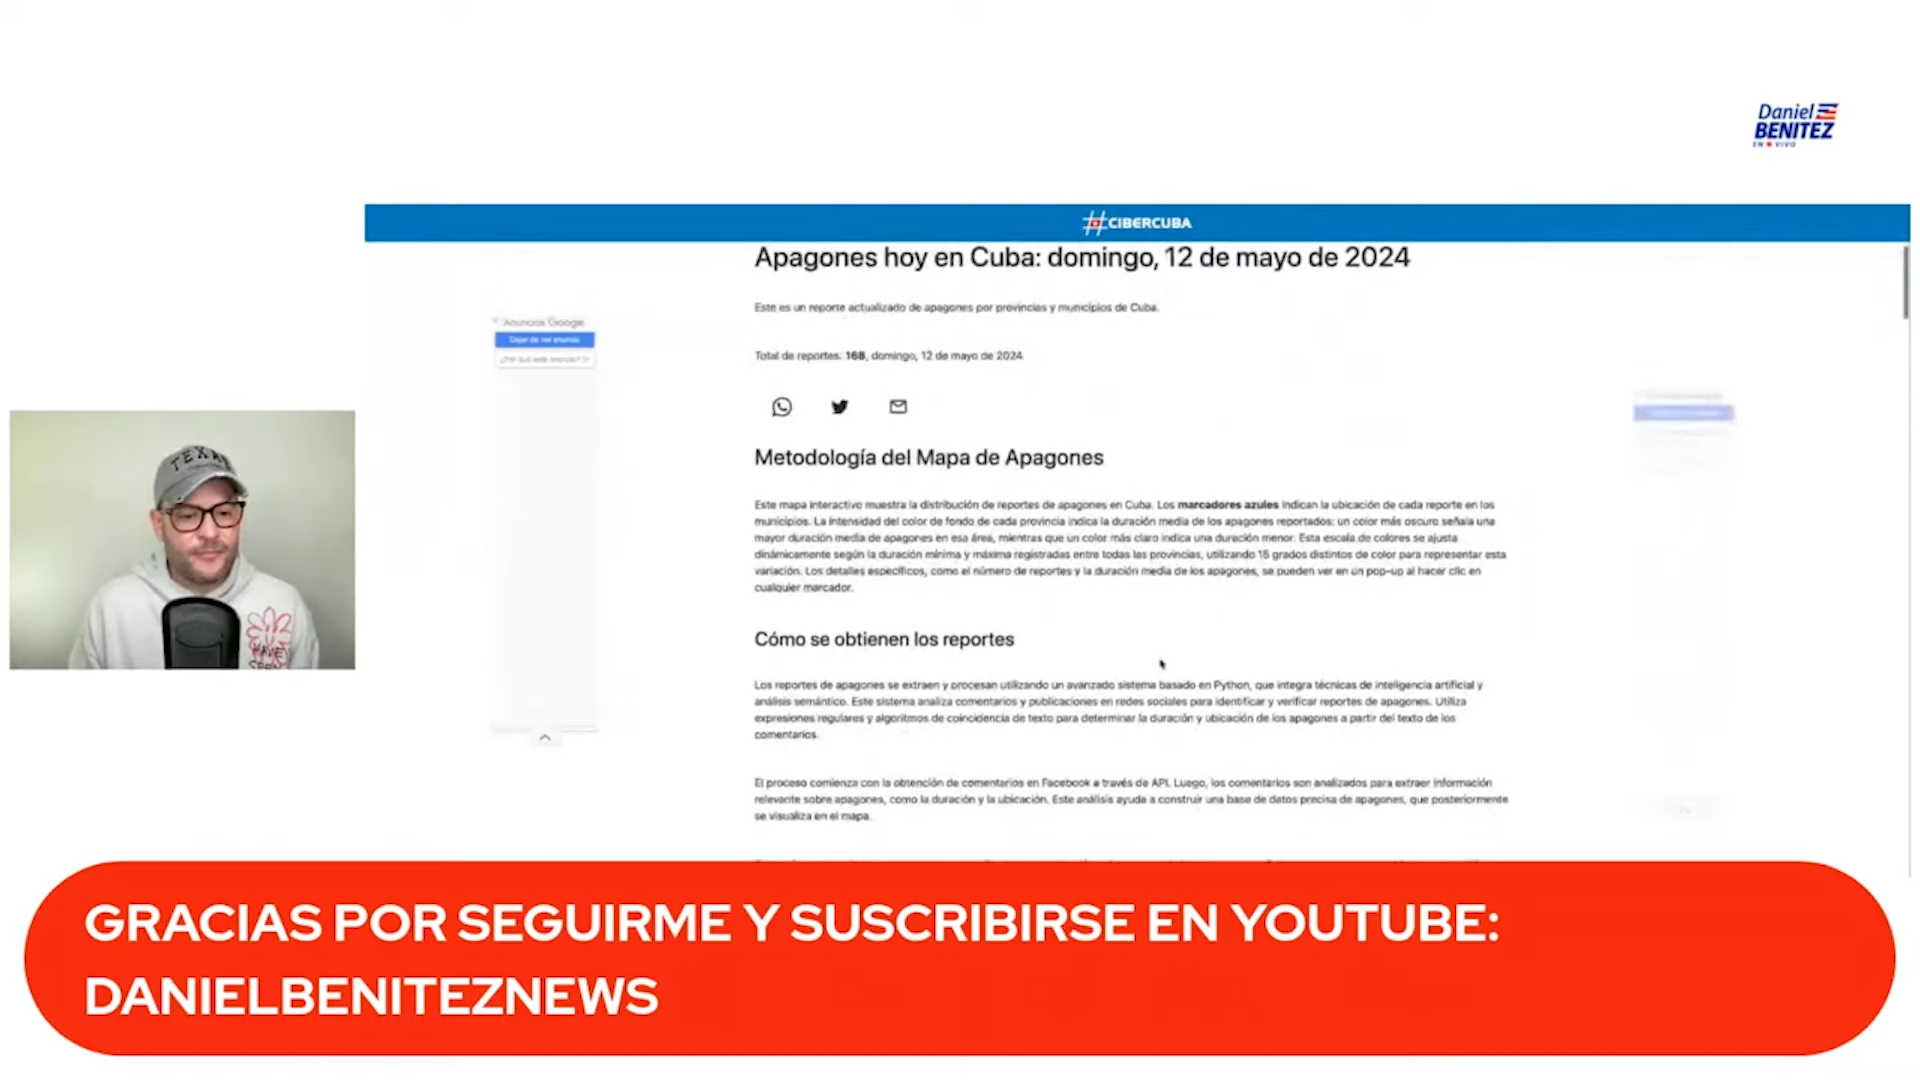 Daniel
BENITEZ
EN VIVO
#CIBERCUBA
Apagones hoy en Cuba: domingo, 12 de mayo de 2024
Este es un reporte actualizado de apagones por provincias y municipios de Cuba.
Total de reportes: 168, domingo, 12 de mayo de 2024
Anuncios Google
Dejar de ver anuncio
¿Por qué este anuncio?
Metodología del Mapa de Apagones
Este mapa interactivo muestra la distribución de reportes de apagones en Cuba. Los marcadores azules indican la ubicación de cada reporte en los
municipios. La intensidad del color de fondo de cada provincia indica la duración media de los apagones reportados: un color más oscuro señala una
mayor duración media de apagones en esa área, mientras que un color más claro indica una duración menor. Esta escala de colores se ajusta
dinámicamente según la duración mínima y máxima registradas entre todas las provincias, utilizando 15 grados distintos de color para representar esta
variación. Los detalles específicos, como el número de reportes y la duración media de los apagones, se pueden ver en un pop-up al hacer clic en
cualquier marcador.
Cómo se obtienen los reportes
Los reportes de apagones se extraen y procesan utilizando un avanzado sistema basado en Python, que integra técnicas de inteligencia artificial y
análisis semántico. Este sistema analiza comentarios y publicaciones en redes sociales para identificar y verificar reportes de apagones. Utiliza
expresiones regulares y algoritmos de coincidencia de texto para determinar la duración y ubicación de los apagones a partir del texto de los
comentarios.
El proceso comienza con la obtención de comentarios en Facebook a través de API. Luego, los comentarios son analizados para extraer información
relevante sobre apagones, como la duración y la ubicación. Este análisis ayuda a construir una base de datos precisa de apagones, que posteriormente
se visualiza en el mapa.
TEXAS
HAVE
GRACIAS POR SEGUIRME Y SUSCRIBIRSE EN YOUTUBE:
DANIELBENITEZNEWS